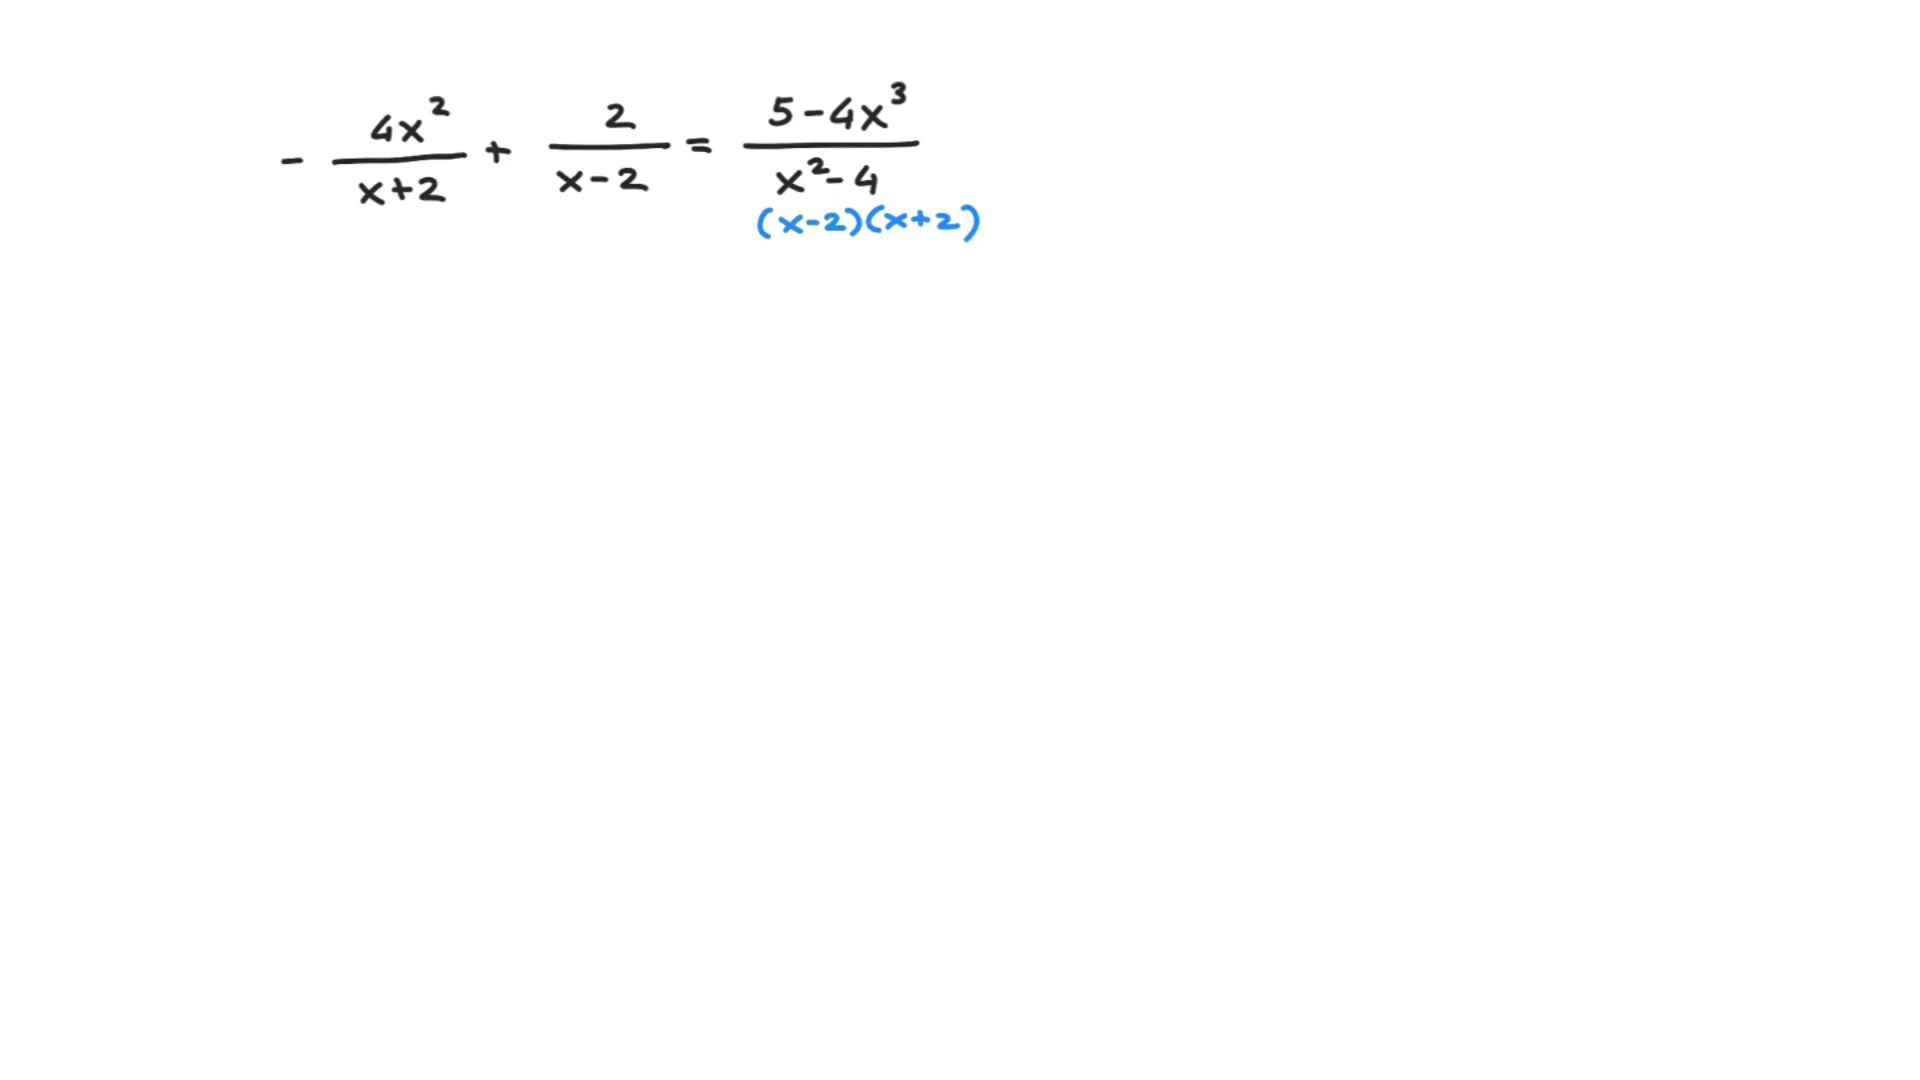 - 4x²/(x+2) + 2/(x-2) = (5-4x³)/(x²-4)
(x-2)(x+2)